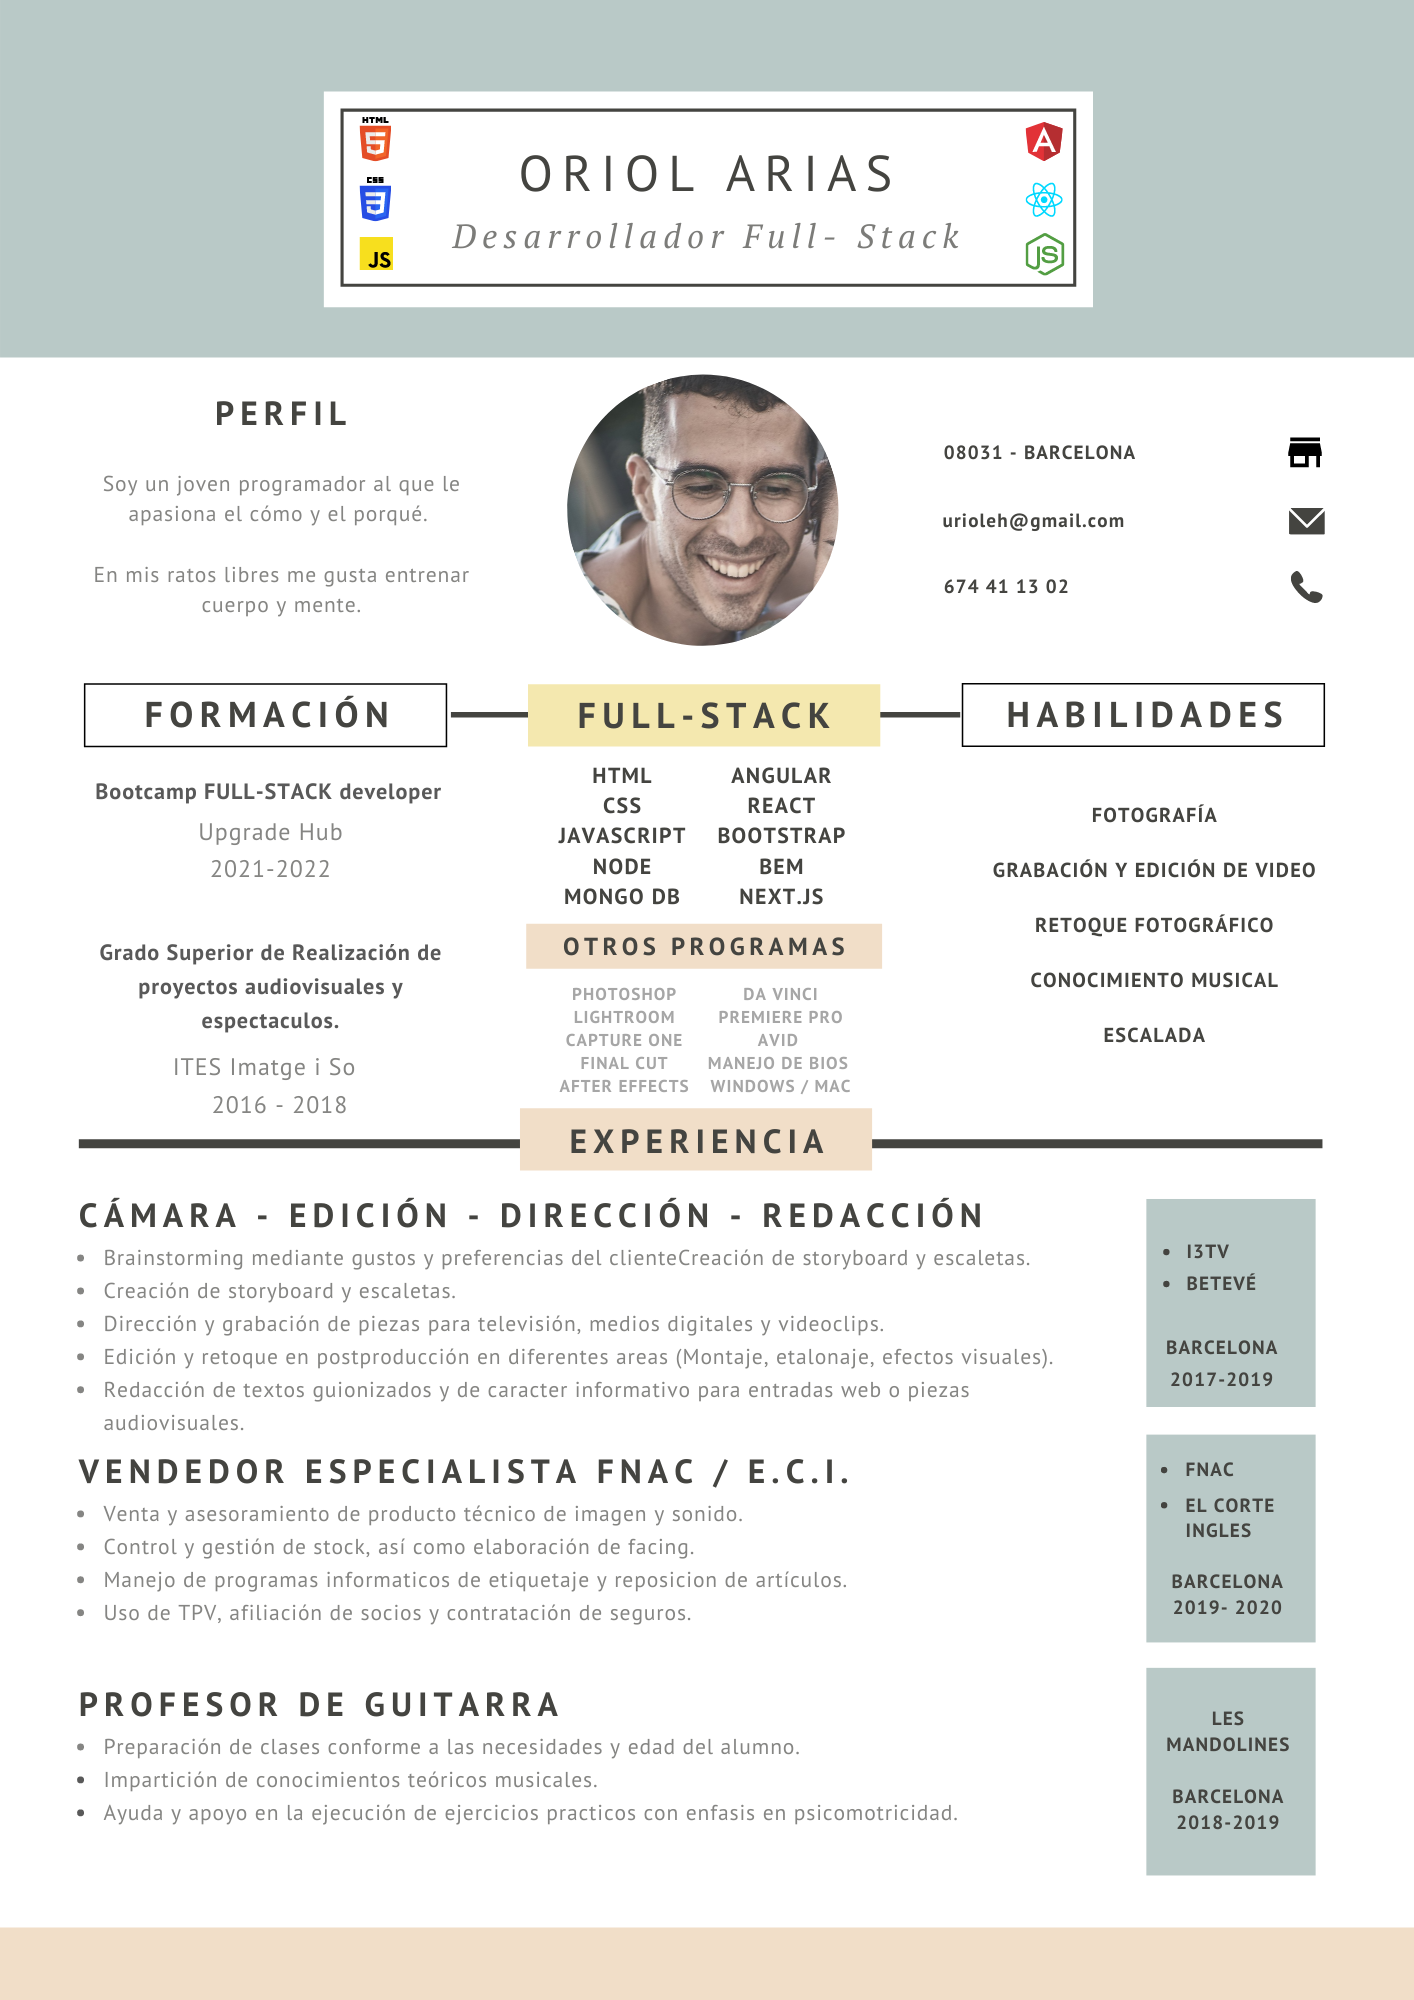 HTML
5
CSS
3
JS
ORIOL ARIAS
Desarrollador Full- Stack
A
JS
PERFIL
Soy un joven programador al que le
apasiona el cómo y el porqué.
En mis ratos libres me gusta entrenar
cuerpo y mente.
08031 - BARCELONA
urioleh@gmail.com
674 41 13 02
FORMACIÓN
Bootcamp FULL-STACK developer
Upgrade Hub
2021-2022
Grado Superior de Realización de
proyectos audiovisuales y
espectaculos.
ITES Imatge i So
2016 - 2018
FULL-STACK
HTML
CSS
JAVASCRIPT
NODE
MONGO DB
ANGULAR
REACT
BOOTSTRAP
BEM
NEXT.JS
OTROS PROGRAMAS
PHOTOSHOP
LIGHTROOM
CAPTURE ONE
FINAL CUT
AFTER EFFECTS
DA VINCI
PREMIERE PRO
AVID
MANEJO DE BIOS
WINDOWS / MAC
HABILIDADES
FOTOGRAFÍA
GRABACIÓN Y EDICIÓN DE VIDEO
RETOQUE FOTOGRÁFICO
CONOCIMIENTO MUSICAL
ESCALADA
EXPERIENCIA
CÁMARA - EDICIÓN - DIRECCIÓN - REDACCIÓN
• Brainstorming mediante gustos y preferencias del clienteCreación de storyboard y escaletas.
• Creación de storyboard y escaletas.
• Dirección y grabación de piezas para televisión, medios digitales y videoclips.
• Edición y retoque en postproducción en diferentes areas (Montaje, etalonaje, efectos visuales).
• Redacción de textos guionizados y de caracter informativo para entradas web o piezas
audiovisuales.
• I3TV
• BETEVÉ
BARCELONA
2017-2019
VENDEDOR ESPECIALISTA FNAC / E.C.I.
• Venta y asesoramiento de producto técnico de imagen y sonido.
• Control y gestión de stock, así como elaboración de facing.
• Manejo de programas informaticos de etiquetaje y reposicion de artículos.
• Uso de TPV, afiliación de socios y contratación de seguros.
• FNAC
• EL CORTE
INGLES
BARCELONA
2019- 2020
PROFESOR DE GUITARRA
• Preparación de clases conforme a las necesidades y edad del alumno.
• Impartición de conocimientos teóricos musicales.
• Ayuda y apoyo en la ejecución de ejercicios practicos con enfasis en psicomotricidad.
LES
MANDOLINES
BARCELONA
2018-2019